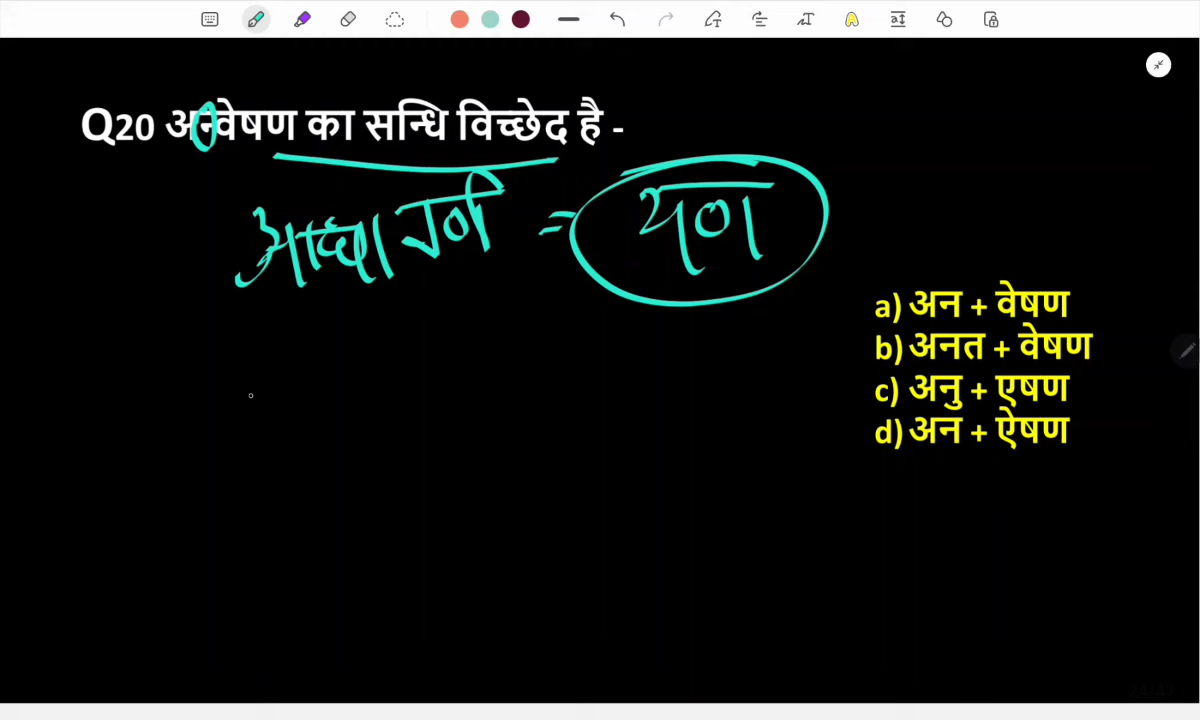 Q20 अन्वेषण का सन्धि विच्छेद है -
आधा वर्ण = यण
a) अन + वेषण
b) अनत + वेषण
c) अनु + एषण
d) अन + ऐषण